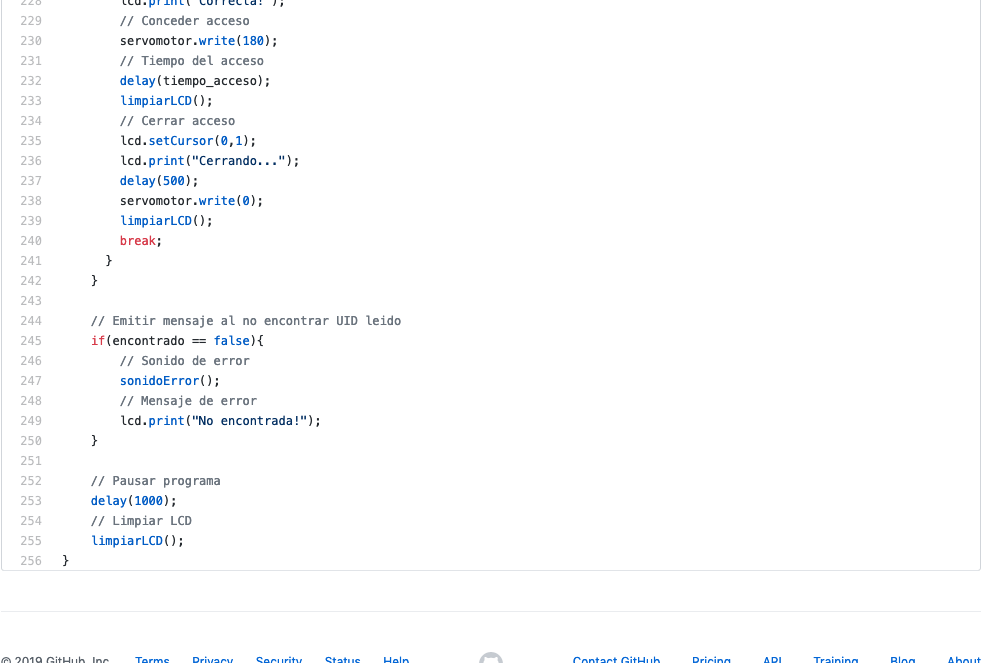 228 lcd.print("Correcta!");
229 // Conceder acceso
230 servomotor.write(180);
231 // Tiempo del acceso
232 delay(tiempo_acceso);
233 limpiarLCD();
234 // Cerrar acceso
235 lcd.setCursor(0,1);
236 lcd.print("Cerrando...");
237 delay(500);
238 servomotor.write(0);
239 limpiarLCD();
240 break;
241 }
242 }
243
244 // Emitir mensaje al no encontrar UID leido
245 if(encontrado == false){
246 // Sonido de error
247 sonidoError();
248 // Mensaje de error
249 lcd.print("No encontrada!");
250 }
251
252 // Pausar programa
253 delay(1000);
254 // Limpiar LCD
255 limpiarLCD();
256 }
© 2019 GitHub, Inc. Terms Privacy Security Status Help Contact GitHub Pricing API Training Blog About